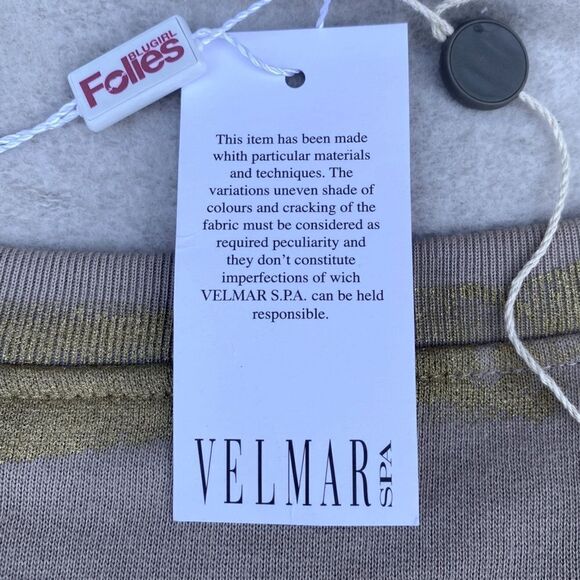 BLUGIRL
Folies
This item has been made
whith particular materials
and techniques. The
variations uneven shade of
colours and cracking of the
fabric must be considered as
required peculiarity and
they don't constitute
imperfections of wich
VELMAR S.P.A. can be held
responsible.
VELMAR SPA